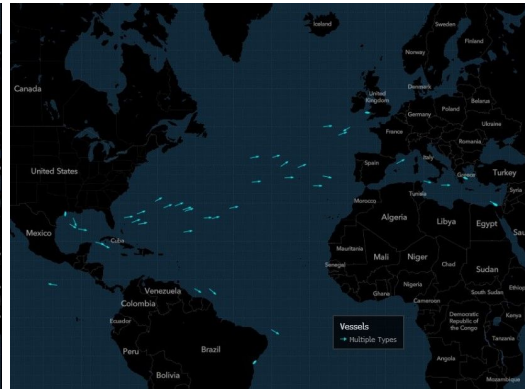 Iceland
Sweden
Norway
Finland
Canada
United Kingdom
Denmark
Belarus
Germany
Poland
Ukraine
France
Romania
United States
Spain
Italy
Greece
Turkey
Tunisia
Syria
Morocco
Algeria
Libya
Egypt
Mexico
Cuba
Mauritania
Mali
Niger
Chad
Sudan
Senegal
Nigeria
South Sudan
Ghana
Cameroon
Venezuela
Colombia
Ecuador
Democratic
Republic of
the Congo
Kenya
Tanzania
Vessels
Multiple Types
Peru
Brazil
Bolivia
Angola
Mozambique